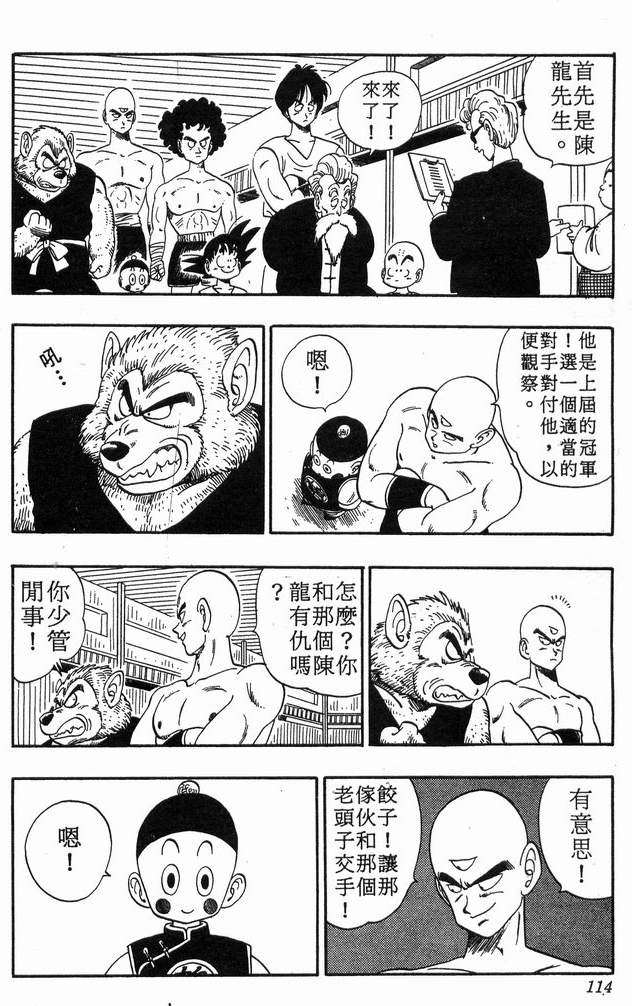 首先是陳
龍先生。
來了！
來了！
他是上屆的冠軍
！選一個適當的
對手對付他，以
便觀察。
嗯！
吼…
怎麼？你
和那個陳
龍有仇嗎
？
你少管
閒事！
有意思！
餃子！讓那
傢伙和那個
老頭子交手！
嗯！
114